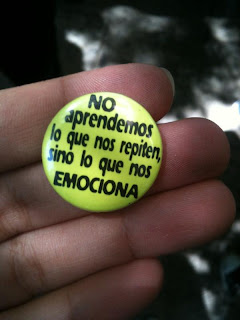 NO
aprendemos
lo que nos repiten,
sino lo que nos
EMOCIONA